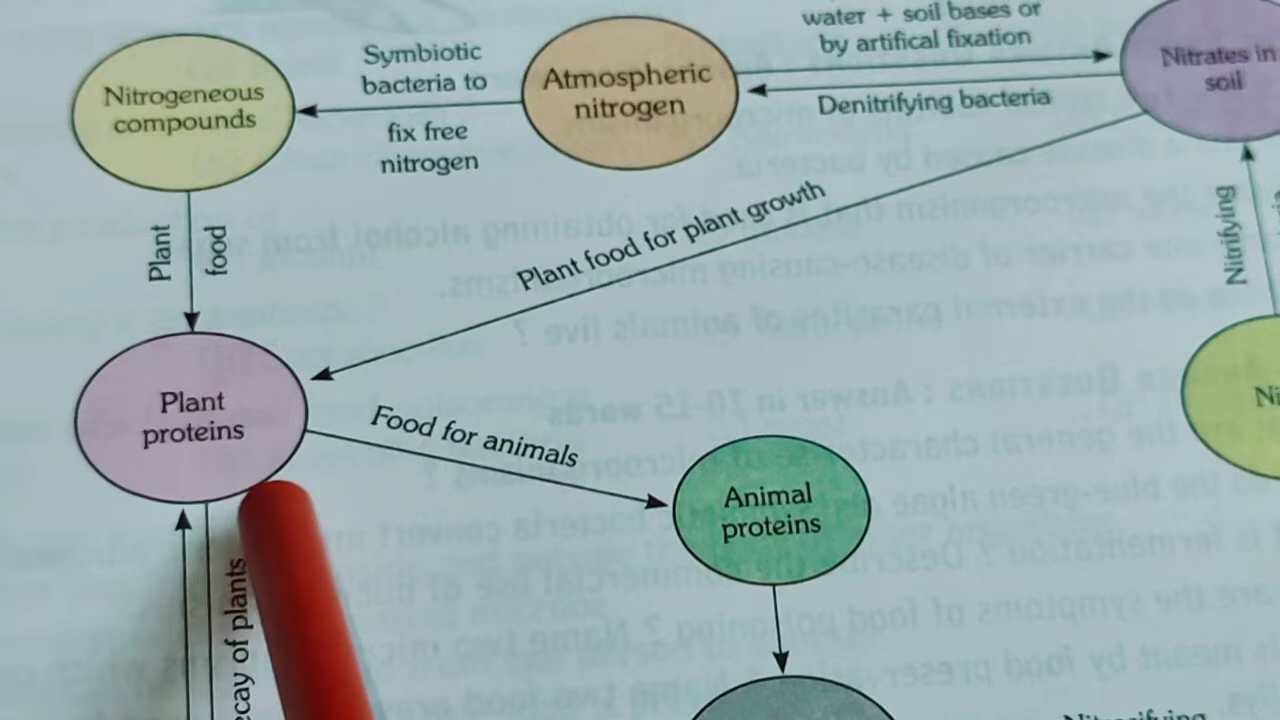 water + soil bases or
by artifical fixation
Symbiotic
bacteria to
fix free
nitrogen
Nitrogeneous
compounds
Atmospheric
nitrogen
Nitrates in
soil
Denitrifying bacteria
Plant food for plant growth
Plant
food
Nitrifying
Plant
proteins
Food for animals
Animal
proteins
Ni
ecay of plants